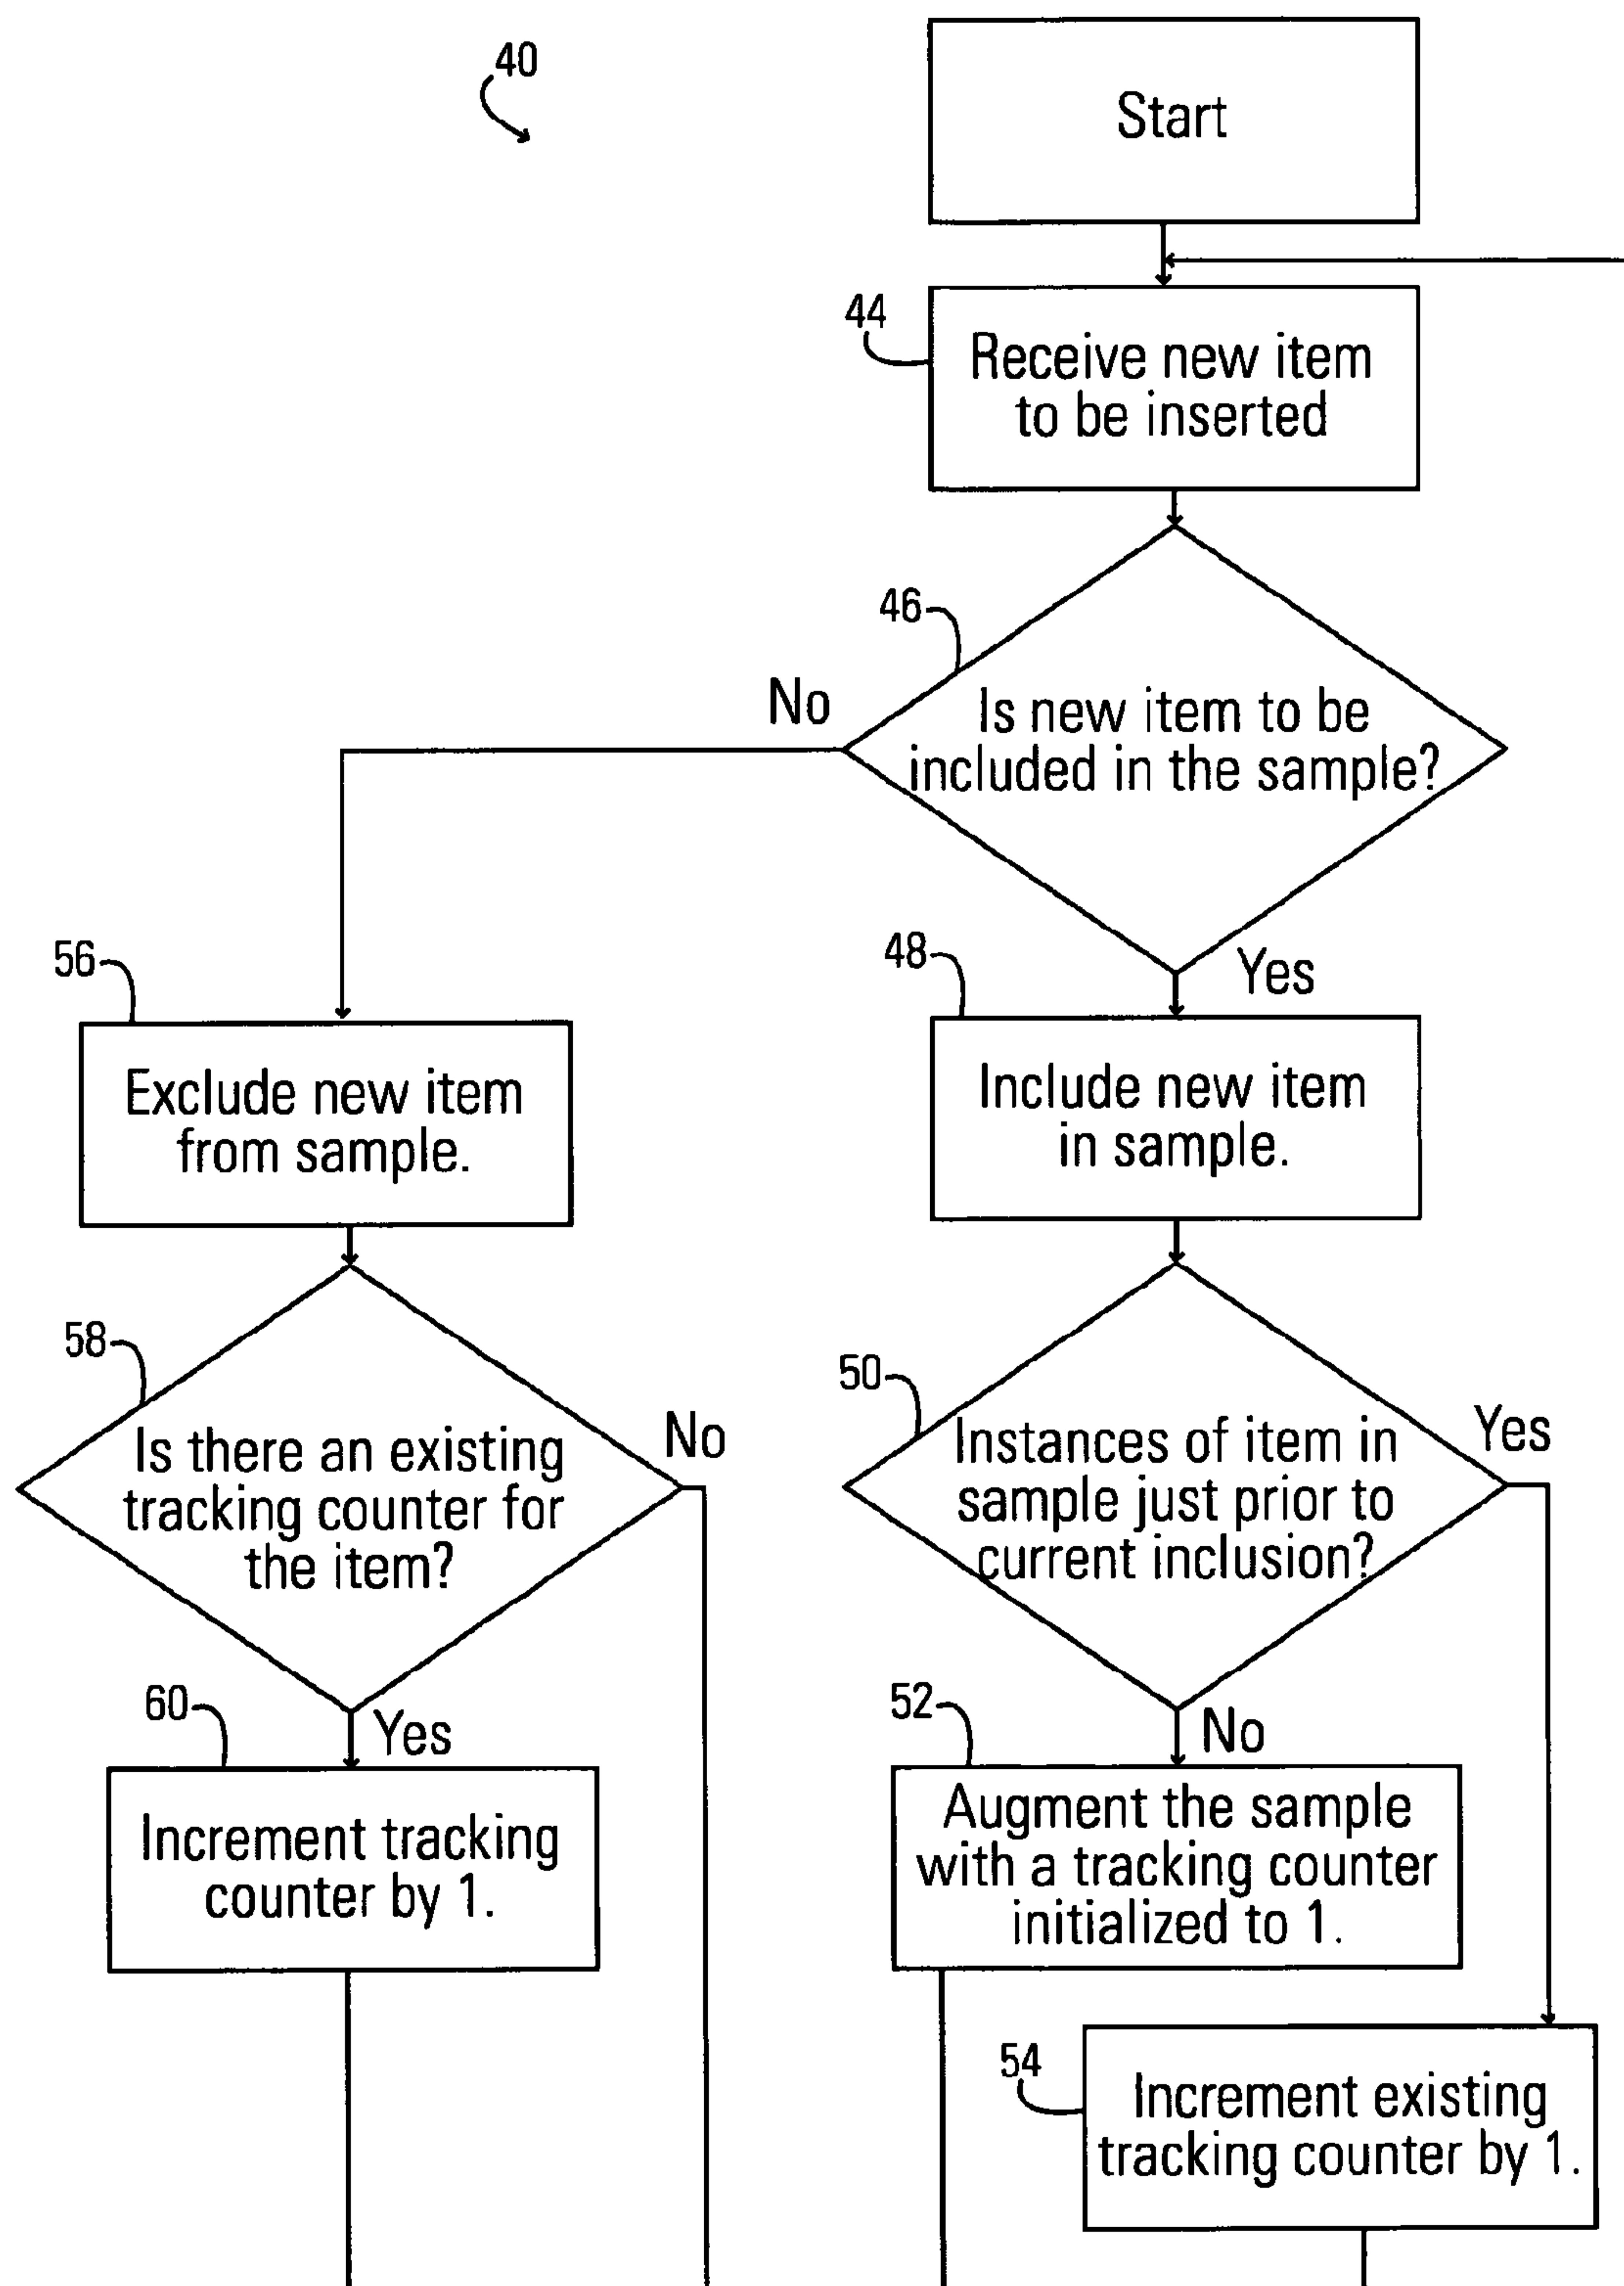 40
Start
44
Receive new item
to be inserted
46
No
Is new item to be
included in the sample?
Yes
56
48
Exclude new item
from sample.
Include new item
in sample.
58
Is there an existing
tracking counter for
the item?
No
50
Instances of item in
sample just prior to
current inclusion?
Yes
60
Yes
52
No
Increment tracking
counter by 1.
Augment the sample
with a tracking counter
initialized to 1.
54
Increment existing
tracking counter by 1.